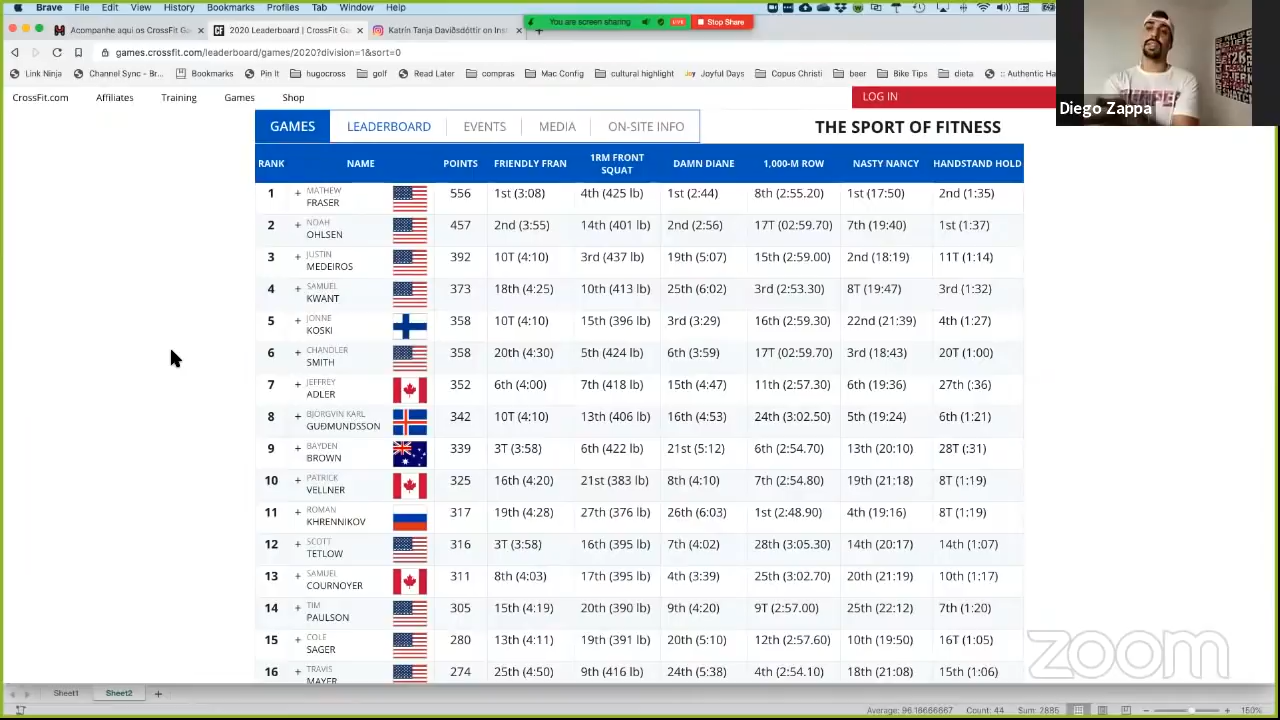 Brave File Edit View History Bookmarks Profiles Tab Window Help
You are screen sharing LIVE Stop Share
Acompanhe aqui os CrossFit Ga × 2020 Leaderboard | CrossFit Ga × Katrín Tanja Davíðsdóttir on Ins × +
games.crossfit.com/leaderboard/games/2020?division=1&sort=0
Link Ninja Channel Sync - Br... Bookmarks Pin It hugocross golf Read Later compras Mac Config cultural highlight Joy Joyful Days Copus Christi beer Bike Tips dieta :: Authentic Ha
Diego Zappa
CrossFit.com Affiliates Training Games Shop LOG IN
GAMES LEADERBOARD EVENTS MEDIA ON-SITE INFO THE SPORT OF FITNESS
RANK NAME POINTS FRIENDLY FRAN 1RM FRONT SQUAT DAMN DIANE 1,000-M ROW NASTY NANCY HANDSTAND HOLD
1 + MATHEW FRASER 556 1st (3:08) 4th (425 lb) 1st (2:44) 8th (2:55.20) 1st (17:50) 2nd (1:35)
2 + NOAH OHLSEN 457 2nd (3:55) 14th (401 lb) 2nd (2:56) 17T (02:59.70 7th (19:40) 1st (1:37)
3 + JUSTIN MEDEIROS 392 10T (4:10) 3rd (437 lb) 19th (5:07) 15th (2:59.00) 2nd (18:19) 11T (1:14)
4 + SAMUEL KWANT 373 18th (4:25) 10th (413 lb) 25th (6:02) 3rd (2:53.30) 8T (19:47) 3rd (1:32)
5 + JONNE KOSKI 358 10T (4:10) 15th (396 lb) 3rd (3:29) 16th (2:59.30 22nd (21:39) 4th (1:27)
6 + CHANDLER SMITH 358 20th (4:30) 5th (424 lb) 6th (3:59) 17T (02:59.70 3rd (18:43) 20T (1:00)
7 + JEFFREY ADLER 352 6th (4:00) 7th (418 lb) 15th (4:47) 11th (2:57.30 6th (19:36) 27th (:36)
8 + BJORGVIN KARL GUÐMUNDSSON 342 10T (4:10) 13th (406 lb) 16th (4:53) 24th (3:02.50 5th (19:24) 6th (1:21)
9 + BAYDEN BROWN 339 3T (3:58) 6th (422 lb) 21st (5:12) 6th (2:54.70) 13th (20:10) 28T (:31)
10 + PATRICK VELLNER 325 16th (4:20) 21st (383 lb) 8th (4:10) 7th (2:54.80) 19th (21:18) 8T (1:19)
11 + ROMAN KHRENNIKOV 317 19th (4:28) 27th (376 lb) 26th (6:03) 1st (2:48.90) 4th (19:16) 8T (1:19)
12 + SCOTT TETLOW 316 3T (3:58) 16th (395 lb) 7th (4:02) 28th (3:05.30 14th (20:17) 14th (1:07)
13 + SAMUEL COURNOYER 311 8th (4:03) 17th (395 lb) 4th (3:39) 25th (3:02.70 20th (21:19) 10th (1:17)
14 + TIM PAULSON 305 15th (4:19) 20th (390 lb) 9th (4:20) 9T (2:57.00) 25th (22:12) 7th (1:20)
15 + COLE SAGER 280 13th (4:11) 19th (391 lb) 20th (5:10) 12th (2:57.60 (19:50) 16T (1:05)
16 + TRAVIS MAYER 274 25th (4:50) 9th (416 lb) 24th (5:38) 4th (2:54.10) 18th (21:08) 15th (1:06)
zoom
Sheet1 Sheet2 +
Average: 96.16666667 Count: 44 Sum: 2885 150%